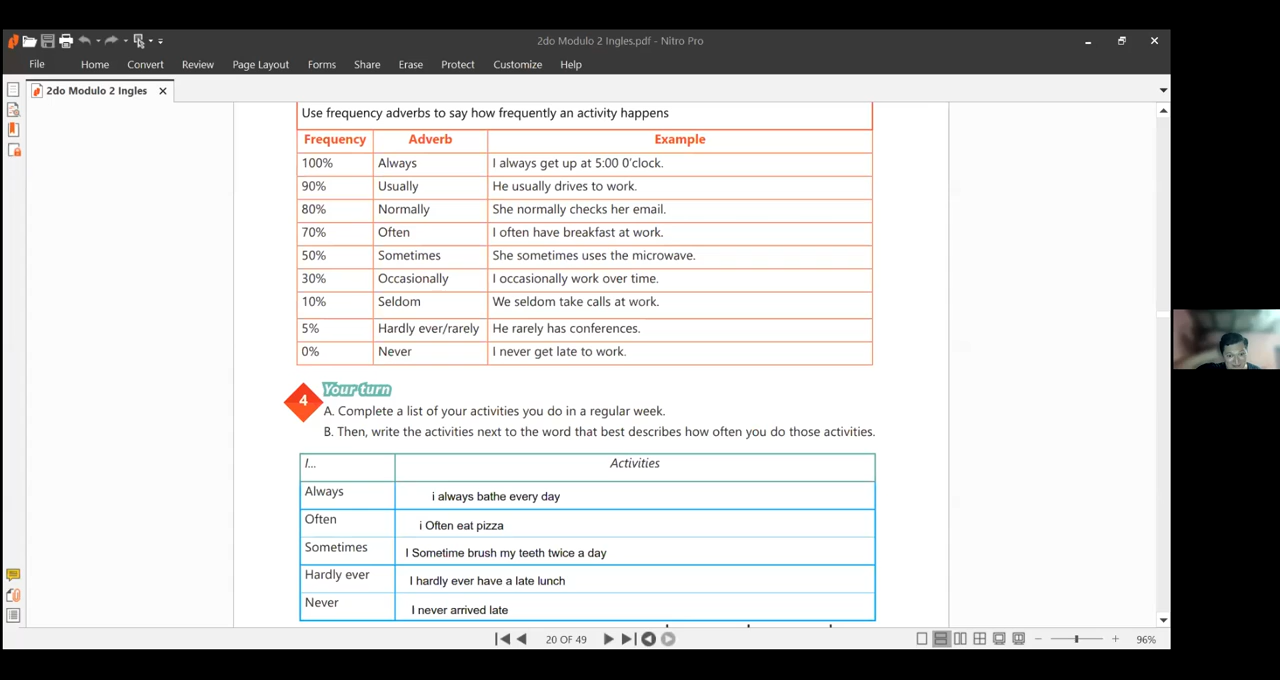 2do Modulo 2 Ingles.pdf - Nitro Pro
File Home Convert Review Page Layout Forms Share Erase Protect Customize Help
2do Modulo 2 Ingles
Use frequency adverbs to say how frequently an activity happens
Frequency Adverb Example
100% Always I always get up at 5:00 0'clock.
90% Usually He usually drives to work.
80% Normally She normally checks her email.
70% Often I often have breakfast at work.
50% Sometimes She sometimes uses the microwave.
30% Occasionally I occasionally work over time.
10% Seldom We seldom take calls at work.
5% Hardly ever/rarely He rarely has conferences.
0% Never I never get late to work.
4 Your turn
A. Complete a list of your activities you do in a regular week.
B. Then, write the activities next to the word that best describes how often you do those activities.
I... Activities
Always i always bathe every day
Often i Often eat pizza
Sometimes I Sometime brush my teeth twice a day
Hardly ever I hardly ever have a late lunch
Never I never arrived late
20 OF 49 96%